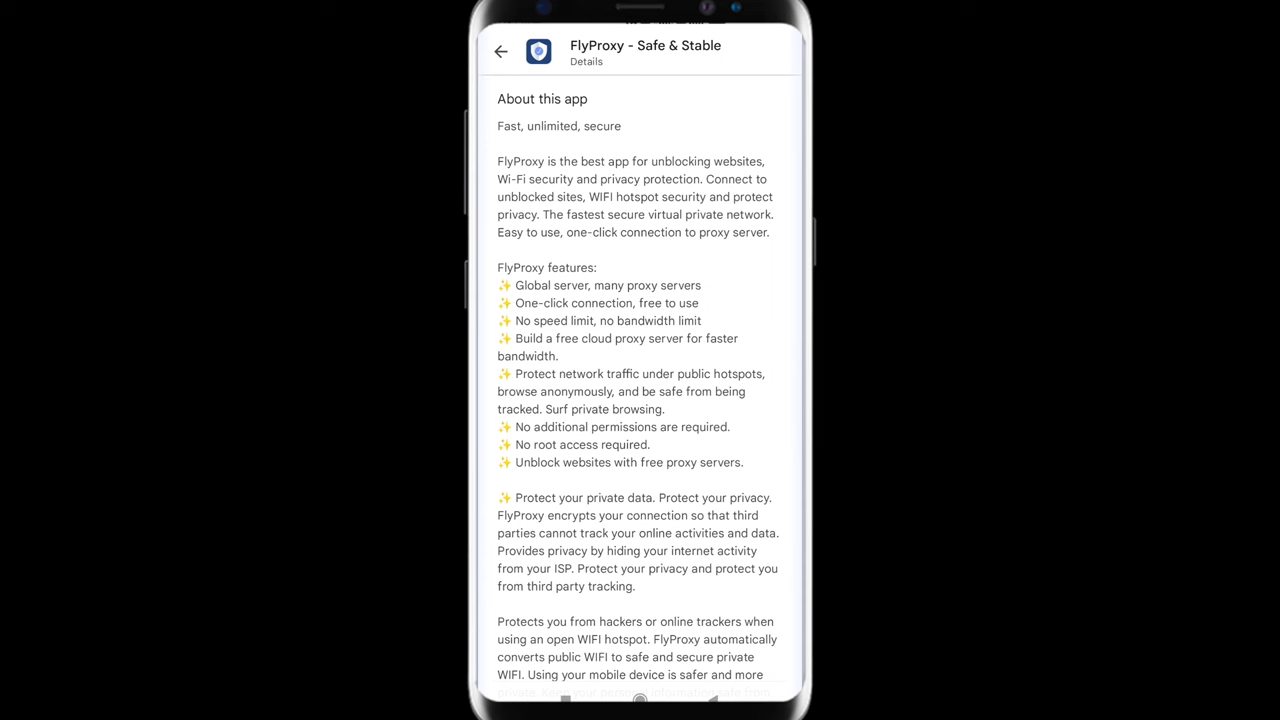 FlyProxy - Safe & Stable
Details
About this app
Fast, unlimited, secure
FlyProxy is the best app for unblocking websites,
Wi-Fi security and privacy protection. Connect to
unblocked sites, WIFI hotspot security and protect
privacy. The fastest secure virtual private network.
Easy to use, one-click connection to proxy server.
FlyProxy features:
✨ Global server, many proxy servers
✨ One-click connection, free to use
✨ No speed limit, no bandwidth limit
✨ Build a free cloud proxy server for faster
bandwidth.
✨ Protect network traffic under public hotspots,
browse anonymously, and be safe from being
tracked. Surf private browsing.
✨ No additional permissions are required.
✨ No root access required.
✨ Unblock websites with free proxy servers.
✨ Protect your private data. Protect your privacy.
FlyProxy encrypts your connection so that third
parties cannot track your online activities and data.
Provides privacy by hiding your internet activity
from your ISP. Protect your privacy and protect you
from third party tracking.
Protects you from hackers or online trackers when
using an open WIFI hotspot. FlyProxy automatically
converts public WIFI to safe and secure private
WIFI. Using your mobile device is safer and more
private. Keep your personal information safe from